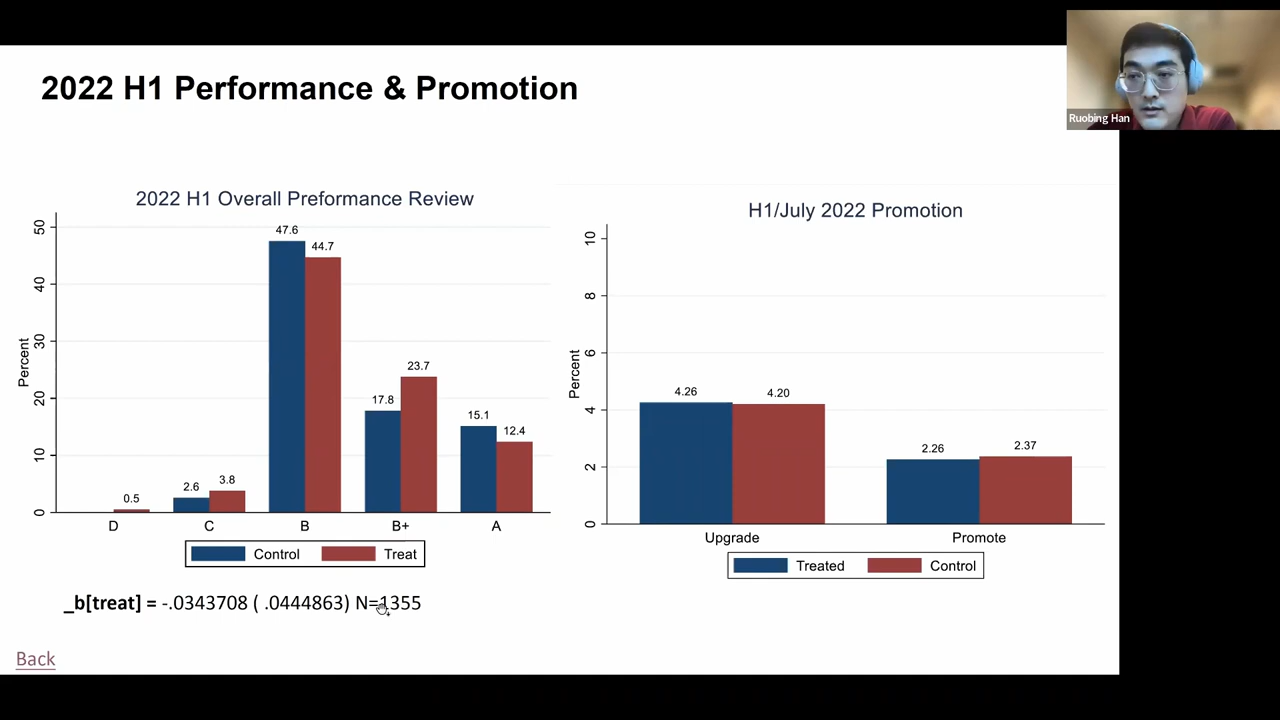 2022 H1 Performance & Promotion
Ruobing Han
2022 H1 Overall Preformance Review
Percent
50
40
30
20
10
0
47.6
44.7
23.7
17.8
15.1
12.4
2.6
3.8
0.5
D C B B+ A
Control Treat
H1/July 2022 Promotion
Percent
10
8
6
4
2
0
4.26
4.20
2.26
2.37
Upgrade Promote
Treated Control
_b[treat] = -.0343708 ( .0444863) N=1355
Back